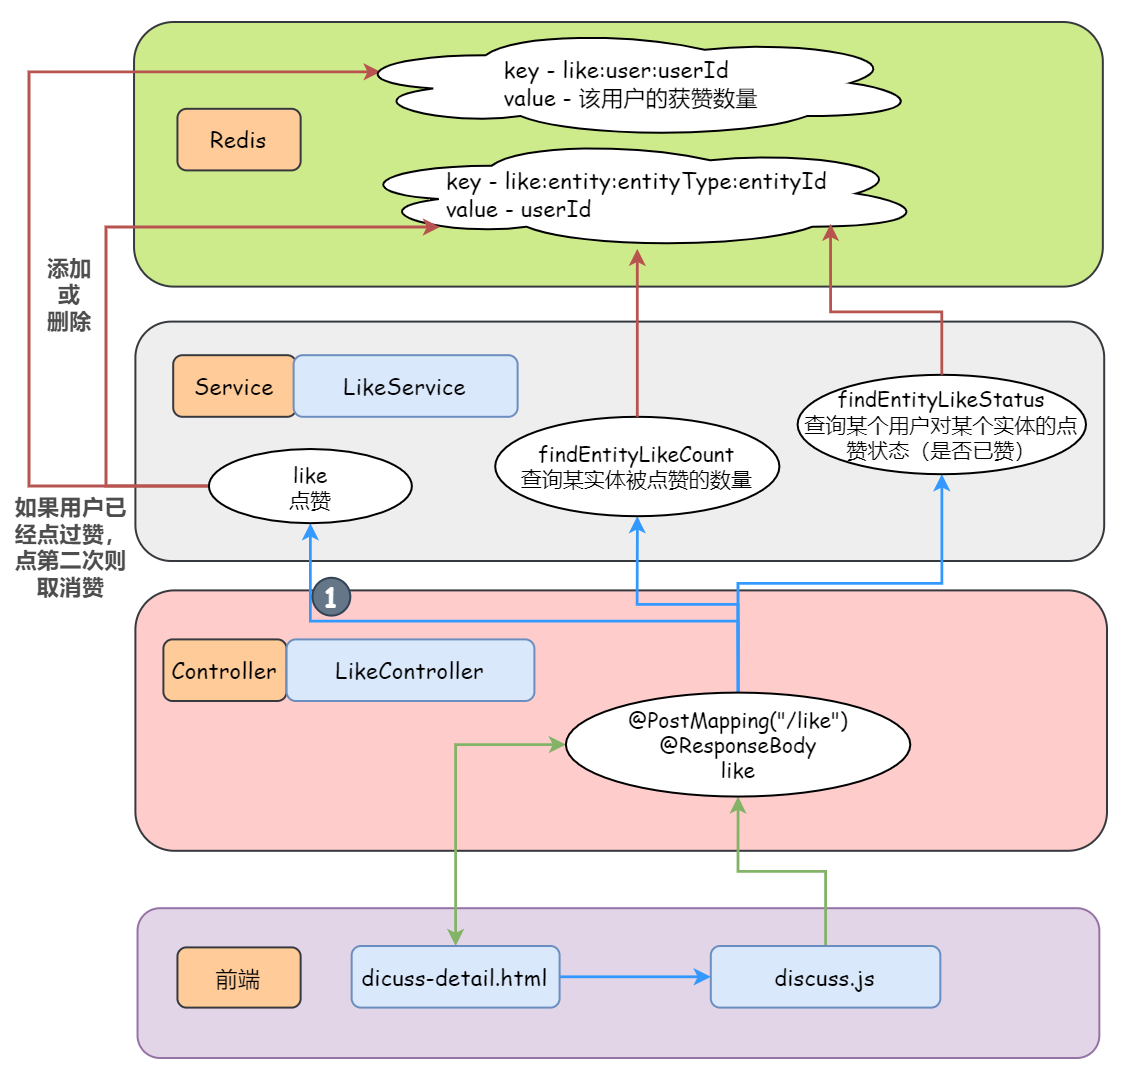 key - like:user:userId
value - 该用户的获赞数量
Redis
key - like:entity:entityType:entityId
value - userId
添加
或
删除
Service
LikeService
findEntityLikeStatus
查询某个用户对某个实体的点
赞状态（是否已赞）
findEntityLikeCount
查询某实体被点赞的数量
like
点赞
如果用户已
经点过赞，
点第二次则
取消赞
1
Controller
LikeController
@PostMapping("/like")
@ResponseBody
like
前端
dicuss-detail.html
discuss.js